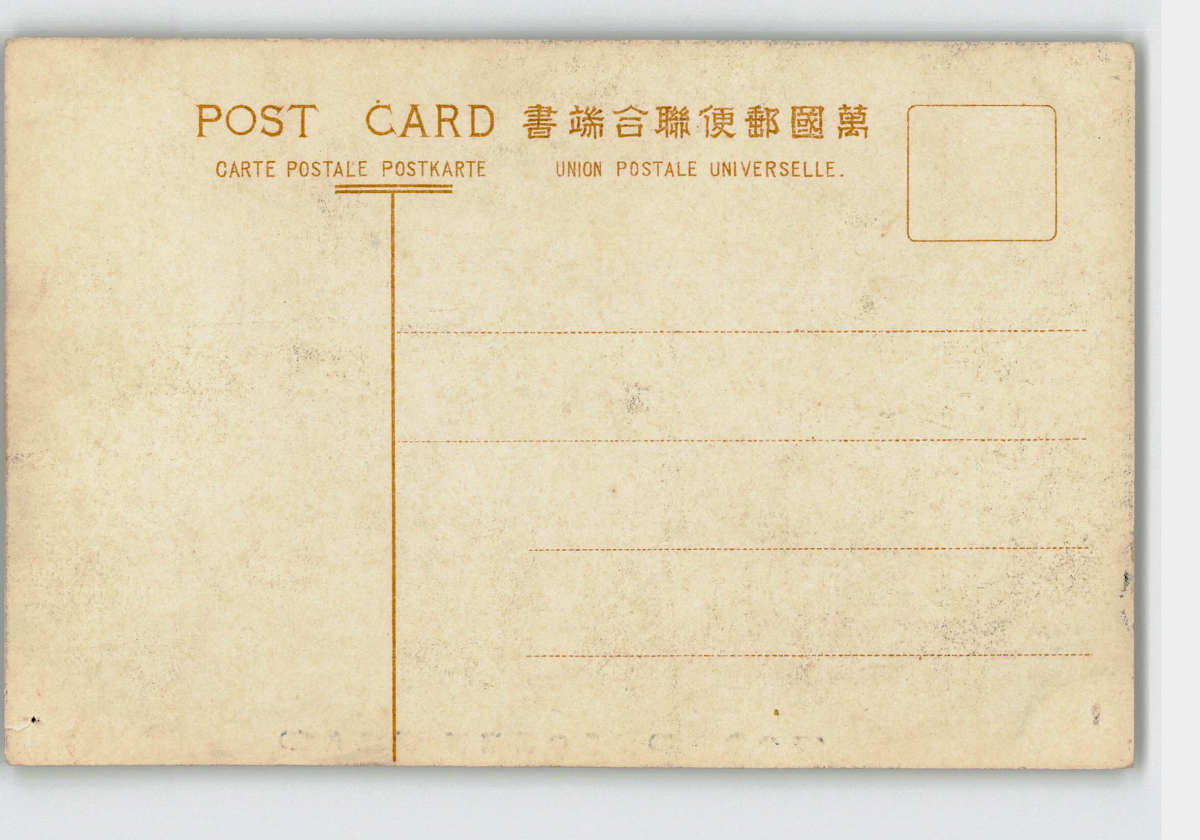 POST CARD
萬國郵便聯合端書
CARTE POSTALE POSTKARTE
UNION POSTALE UNIVERSELLE.